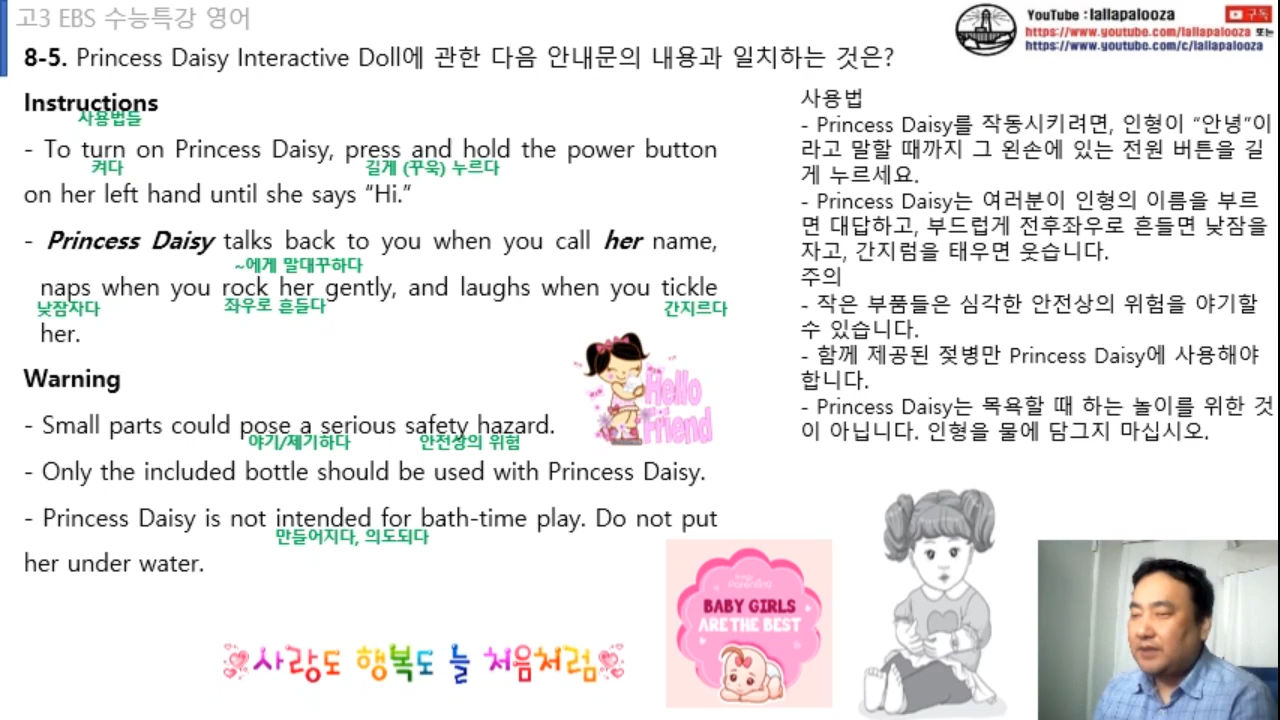 고3 EBS 수능특강 영어
YouTube : lallapalooza
구독
https://www.youtube.com/lallapalooza 또는
https://www.youtube.com/c/lallapalooza
8-5. Princess Daisy Interactive Doll에 관한 다음 안내문의 내용과 일치하는 것은?
Instructions
사용법들
- To turn on Princess Daisy, press and hold the power button
켜다
길게 (꾸욱) 누르다
on her left hand until she says “Hi.”
- Princess Daisy talks back to you when you call her name,
~에게 말대꾸하다
naps when you rock her gently, and laughs when you tickle
낮잠자다
좌우로 흔들다
간지르다
her.
Warning
- Small parts could pose a serious safety hazard.
야기/제기하다
안전상의 위험
- Only the included bottle should be used with Princess Daisy.
- Princess Daisy is not intended for bath-time play. Do not put
만들어지다, 의도되다
her under water.
사용법
- Princess Daisy를 작동시키려면, 인형이 “안녕”이
라고 말할 때까지 그 왼손에 있는 전원 버튼을 길
게 누르세요.
- Princess Daisy는 여러분이 인형의 이름을 부르
면 대답하고, 부드럽게 전후좌우로 흔들면 낮잠을
자고, 간지럼을 태우면 웃습니다.
주의
- 작은 부품들은 심각한 안전상의 위험을 야기할
수 있습니다.
- 함께 제공된 젖병만 Princess Daisy에 사용해야
합니다.
- Princess Daisy는 목욕할 때 하는 놀이를 위한 것
이 아닙니다. 인형을 물에 담그지 마십시오.
Hello
Friend
Parenting
BABY GIRLS
ARE THE BEST
사랑도 행복도 늘 처음처럼